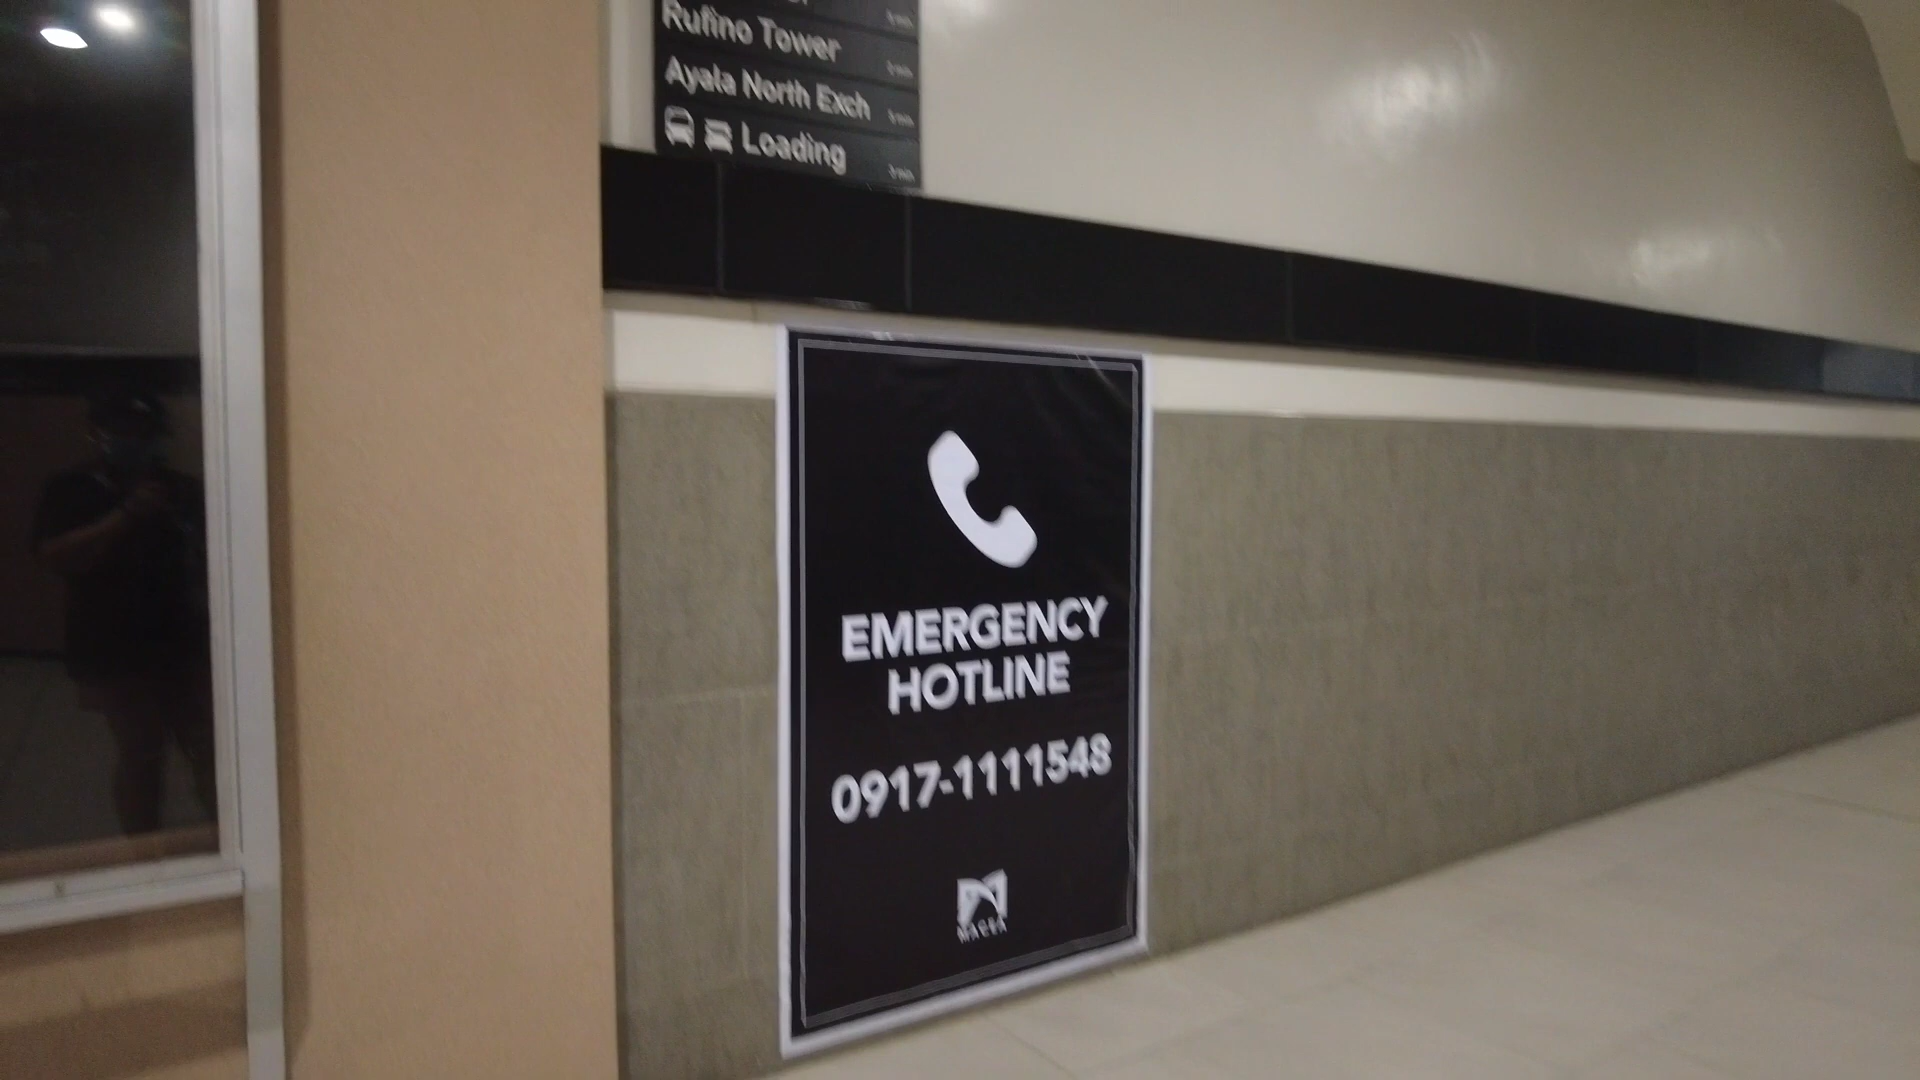 Rufino Tower
Ayala North Exch
Loading
EMERGENCY
HOTLINE
0917-1111548